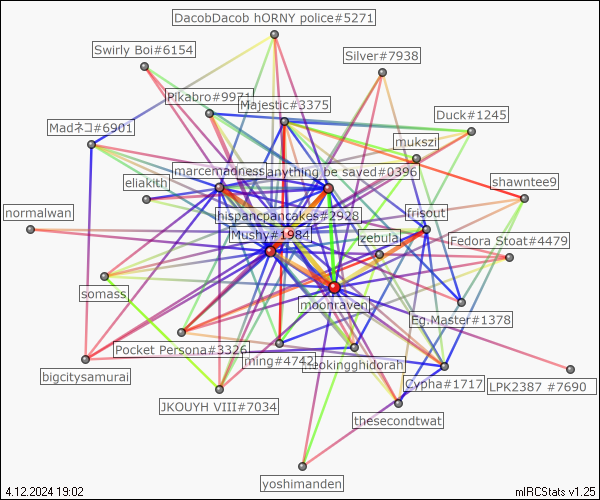 DacobDacob hORNY police#5271
Swirly Boi#6154
Silver#7938
Pikabro#9971
Majestic#3375
Duck#1245
Madネコ#6901
mukszi
marcemadness
anything be saved#0396
eliakith
shawntee9
normalwan
hispancpancakes#2928
frisout
Mushy#1984
zebula
Fedora Stoat#4479
somass
moonraven
Eg.Master#1378
Pocket Persona#3326
ming#4742
neokingghidorah
bigcitysamurai
Cypha#1717
LPK2387 #7690
JKOUYH VIII#7034
thesecondtwat
yoshimanden
4.12.2024 19:02
mIRCStats v1.25